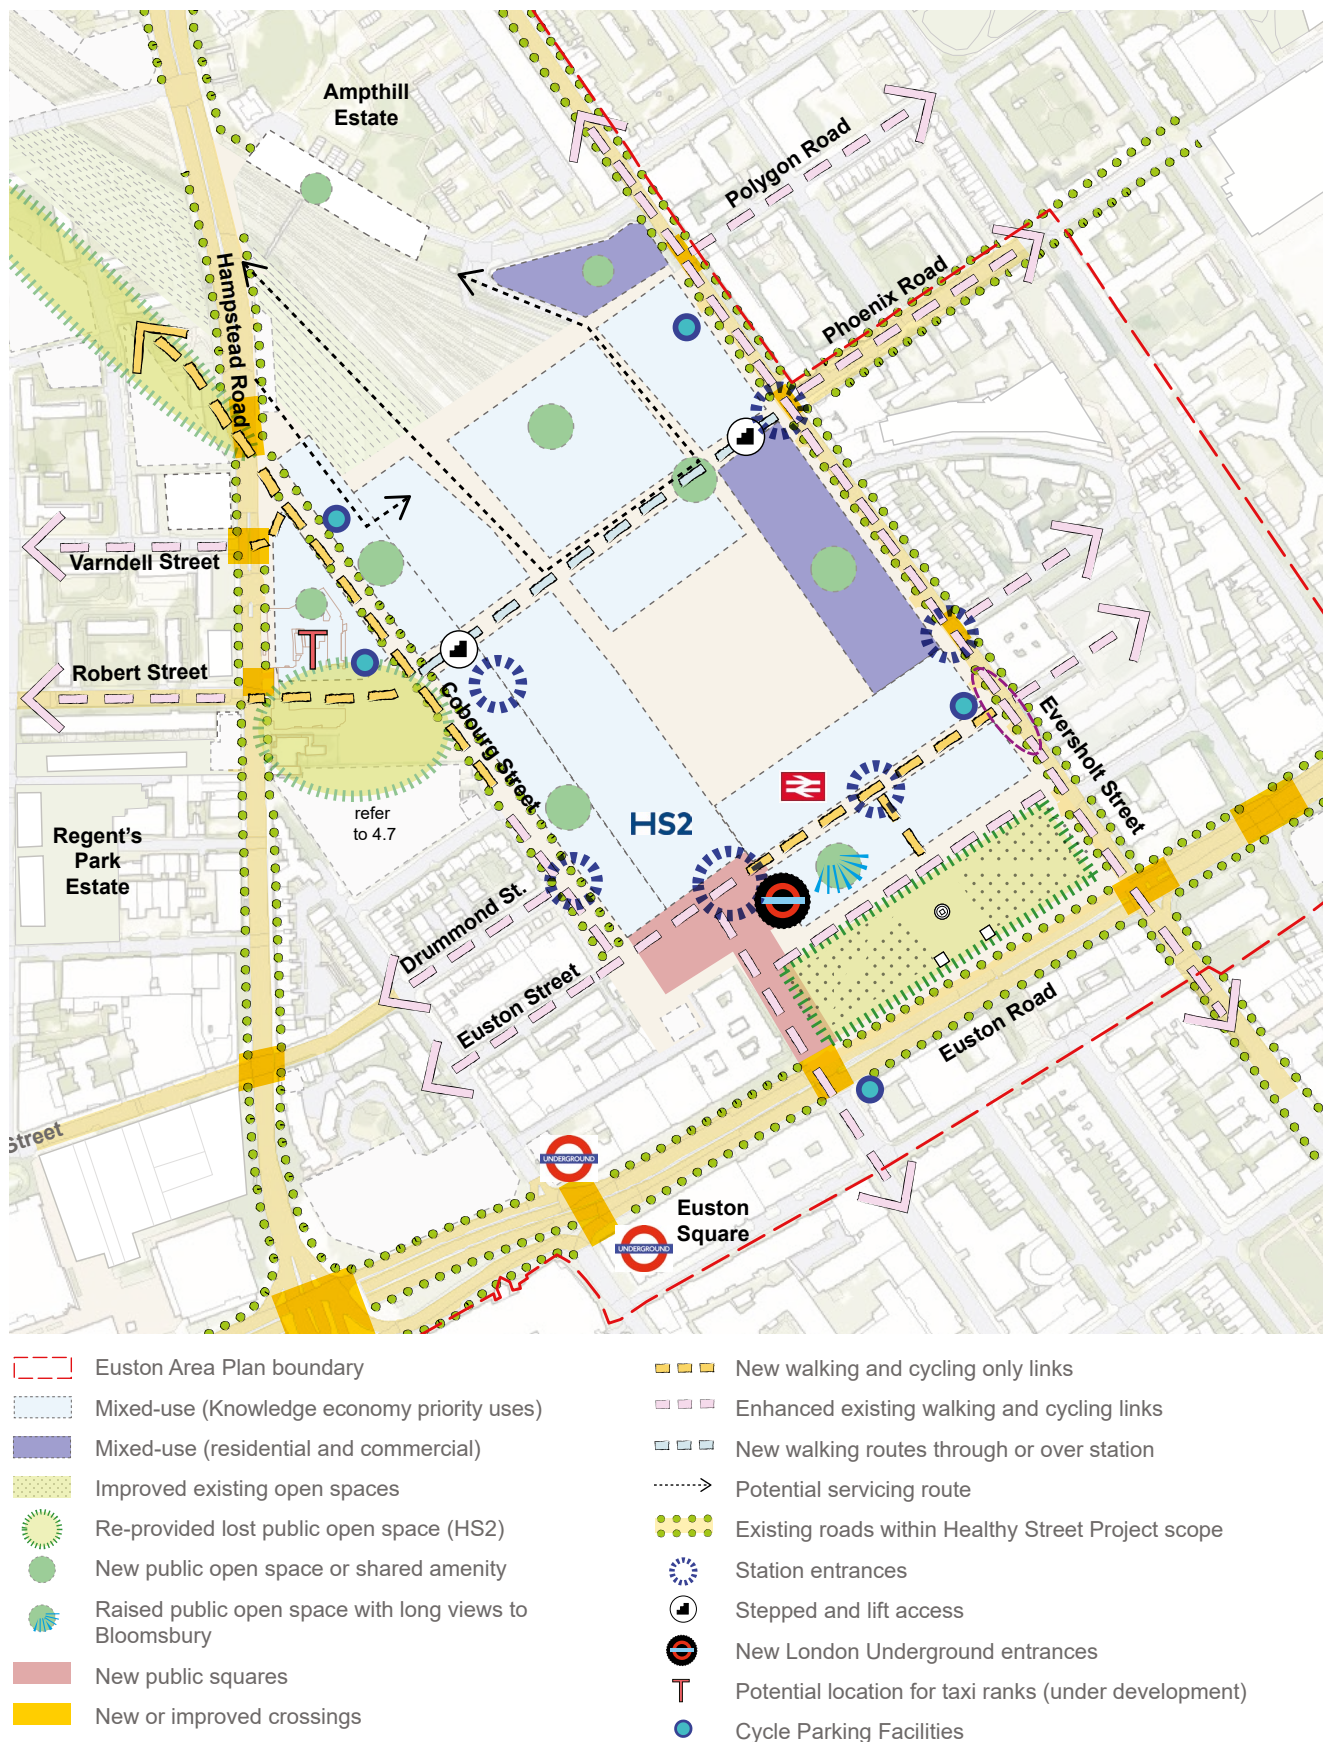 Ampthill
Estate
Polygon Road
Phoenix Road
Hampstead Road
Varndell Street
Robert Street
Cobourg Street
Eversholt Street
refer
to 4.7
HS2
Regent's
Park
Estate
Drummond St.
Euston Street
Euston Road
Street
UNDERGROUND
Euston
Square
UNDERGROUND
Euston Area Plan boundary
Mixed-use (Knowledge economy priority uses)
Mixed-use (residential and commercial)
Improved existing open spaces
Re-provided lost public open space (HS2)
New public open space or shared amenity
Raised public open space with long views to
Bloomsbury
New public squares
New or improved crossings
New walking and cycling only links
Enhanced existing walking and cycling links
New walking routes through or over station
Potential servicing route
Existing roads within Healthy Street Project scope
Station entrances
Stepped and lift access
New London Underground entrances
T
Potential location for taxi ranks (under development)
Cycle Parking Facilities